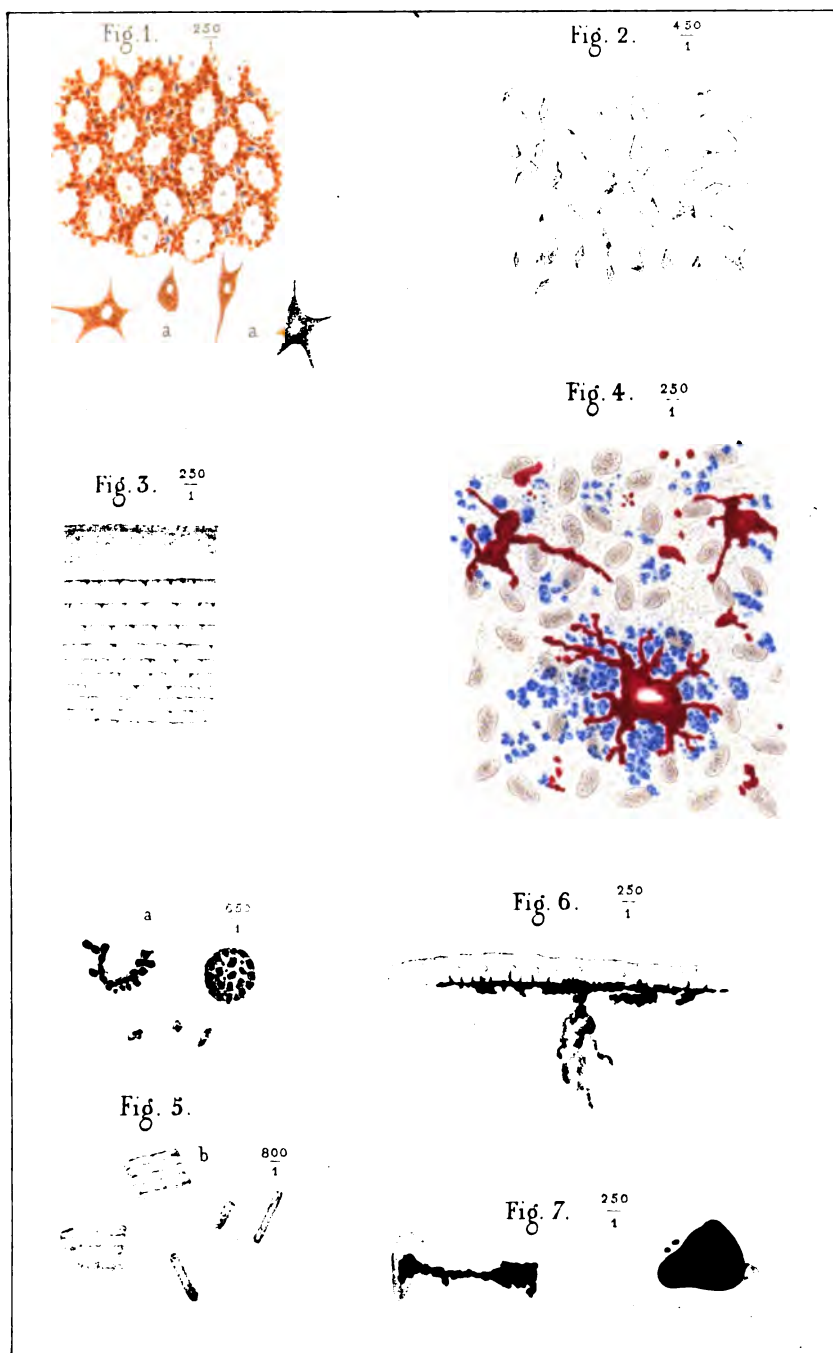 Fig. 1. 250/1
a a
Fig. 2. 450/1
Fig. 3. 250/1
Fig. 4. 250/1
a 650/1
Fig. 5.
b 800/1
Fig. 6. 250/1
Fig. 7. 250/1